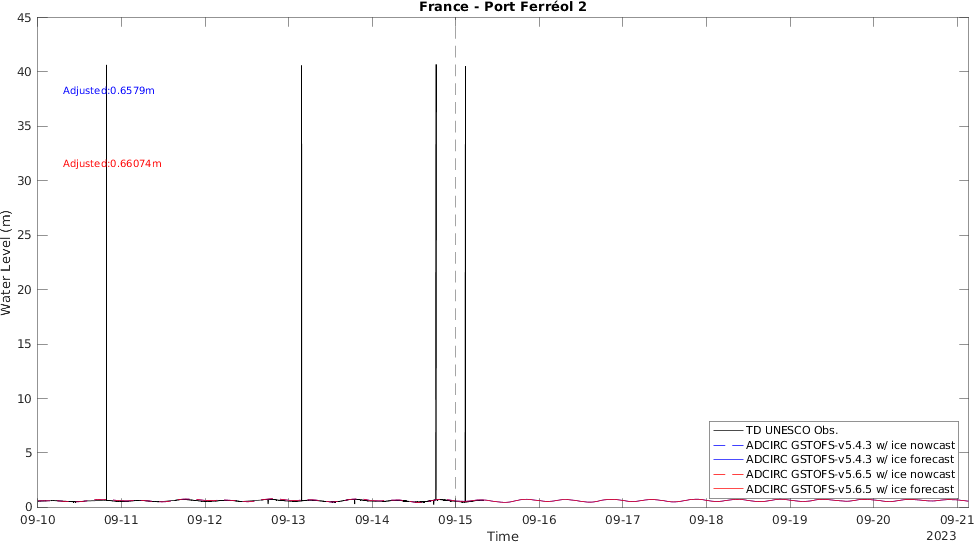 France - Port Ferréol 2
45
40
35
30
25
20
15
10
5
0
Water Level (m)
Adjusted:0.6579m
Adjusted:0.66074m
TD UNESCO Obs.
ADCIRC GSTOFS-v5.4.3 w/ ice nowcast
ADCIRC GSTOFS-v5.4.3 w/ ice forecast
ADCIRC GSTOFS-v5.6.5 w/ ice nowcast
ADCIRC GSTOFS-v5.6.5 w/ ice forecast
09-10 09-11 09-12 09-13 09-14 09-15 09-16 09-17 09-18 09-19 09-20 09-21
Time
2023